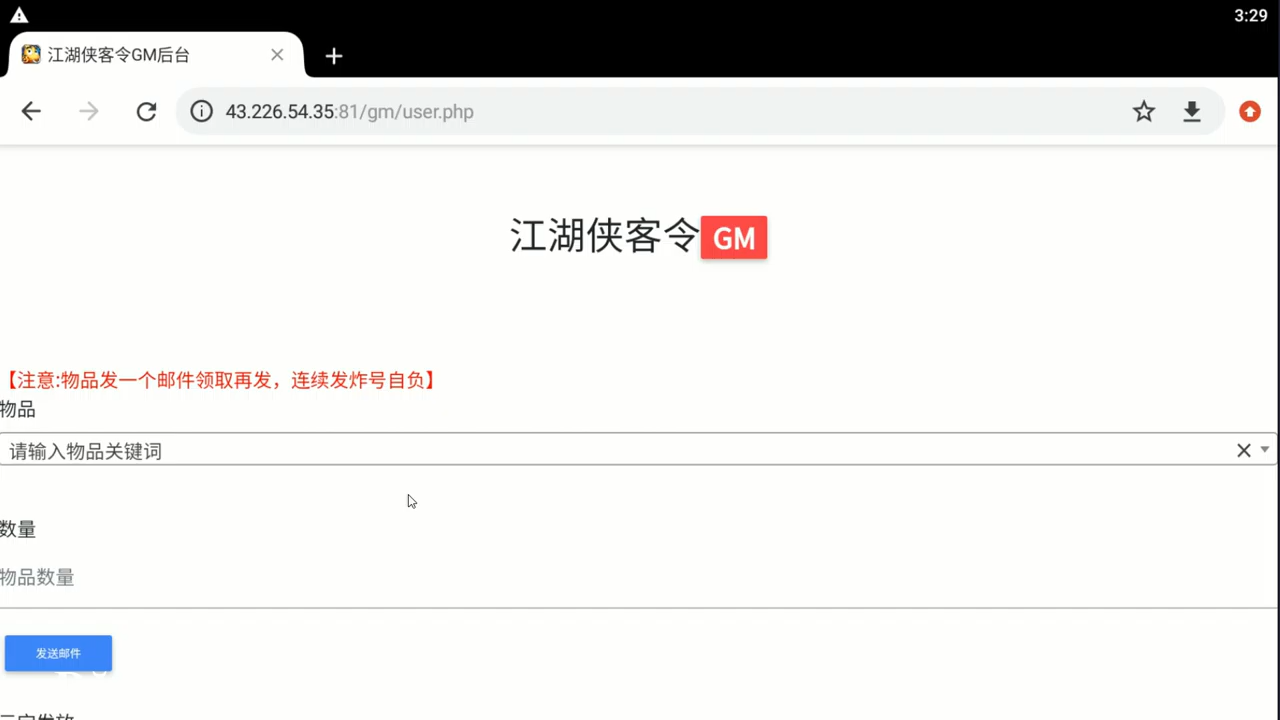 3:29
江湖侠客令GM后台
43.226.54.35:81/gm/user.php
江湖侠客令GM
【注意:物品发一个邮件领取再发，连续发炸号自负】
物品
请输入物品关键词
数量
物品数量
发送邮件